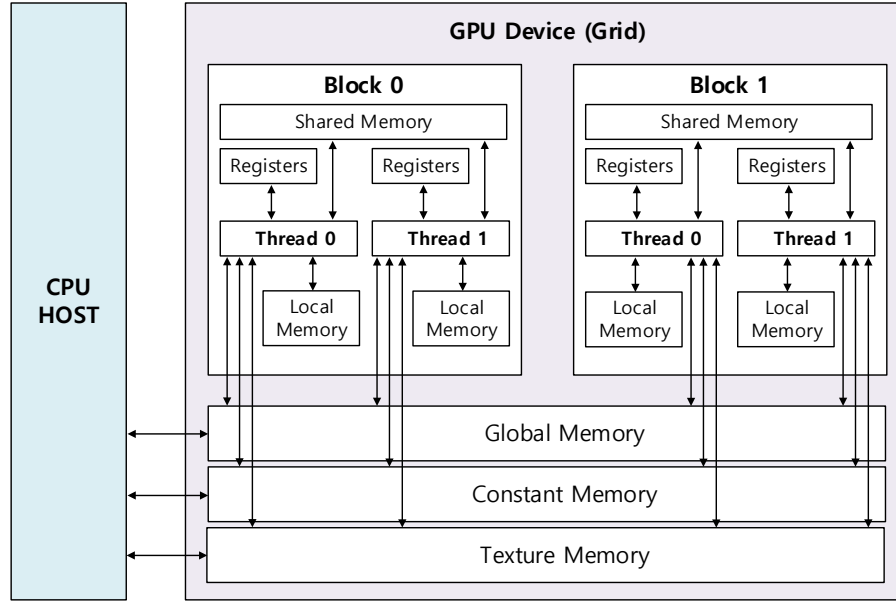 GPU Device (Grid)
Block 0
Shared Memory
Registers
Registers
Thread 0
Thread 1
Local
Memory
Local
Memory
Block 1
Shared Memory
Registers
Registers
Thread 0
Thread 1
Local
Memory
Local
Memory
CPU
HOST
Global Memory
Constant Memory
Texture Memory